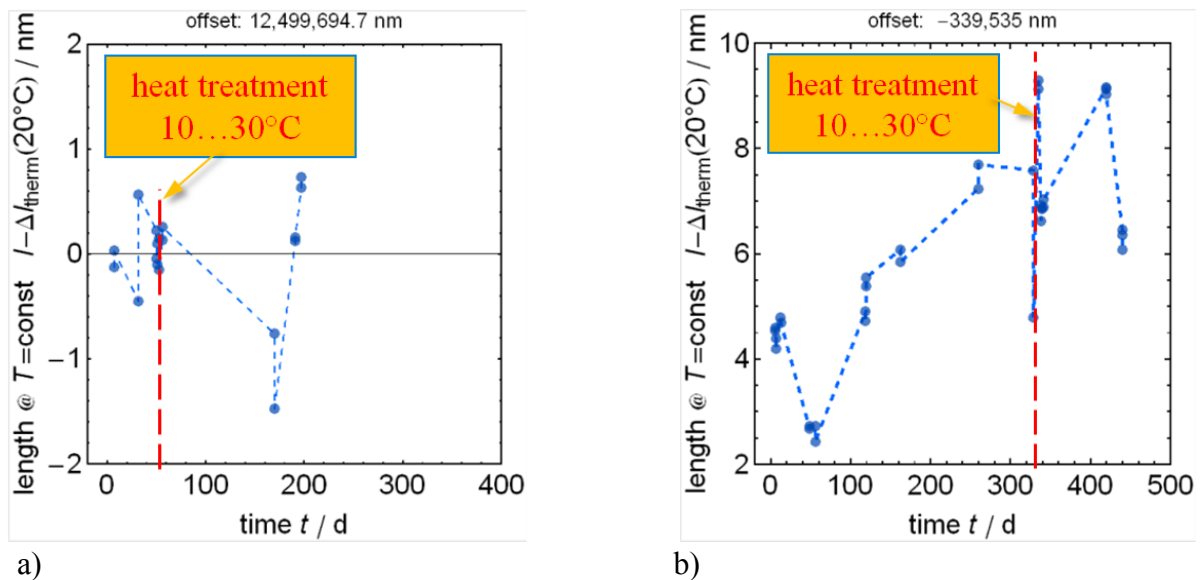 offset: 12,499,694.7 nm
length @ T=const l−Δl_therm(20°C) / nm
2
1
0
−1
−2
heat treatment
10…30°C
0 100 200 300 400
time t / d
a)
offset: −339,535 nm
length @ T=const l−Δl_therm(20°C) / nm
10
8
6
4
2
heat treatment
10…30°C
0 100 200 300 400 500
time t / d
b)